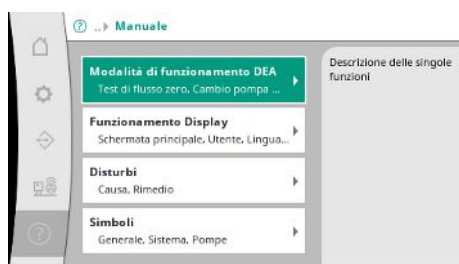 ..▸ Manuale
Modalità di funzionamento DEA
Test di flusso zero, Cambio pompa ...
Funzionamento Display
Schermata principale, Utente, Lingua...
Disturbi
Causa, Rimedio
Simboli
Generale, Sistema, Pompe
Descrizione delle singole
funzioni